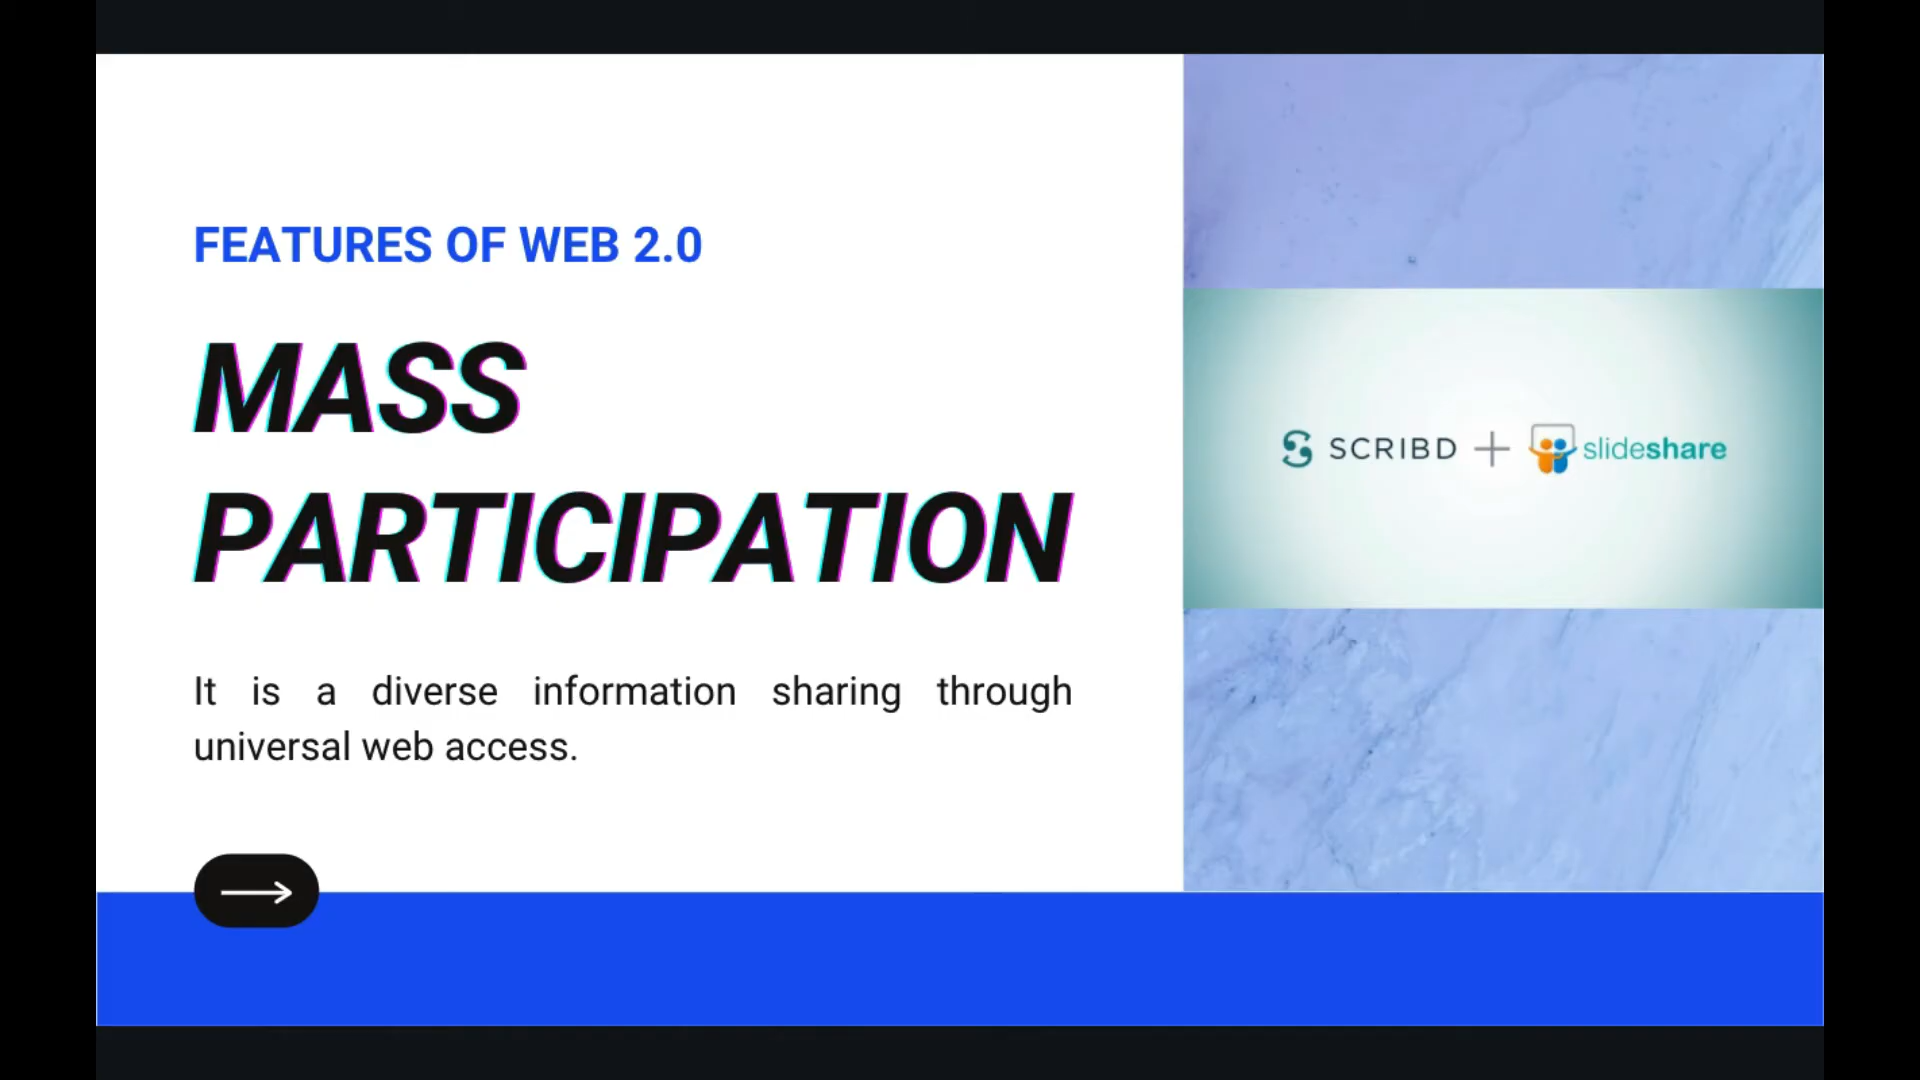 FEATURES OF WEB 2.0
MASS
PARTICIPATION
It is a diverse information sharing through
universal web access.
SCRIBD + slideshare